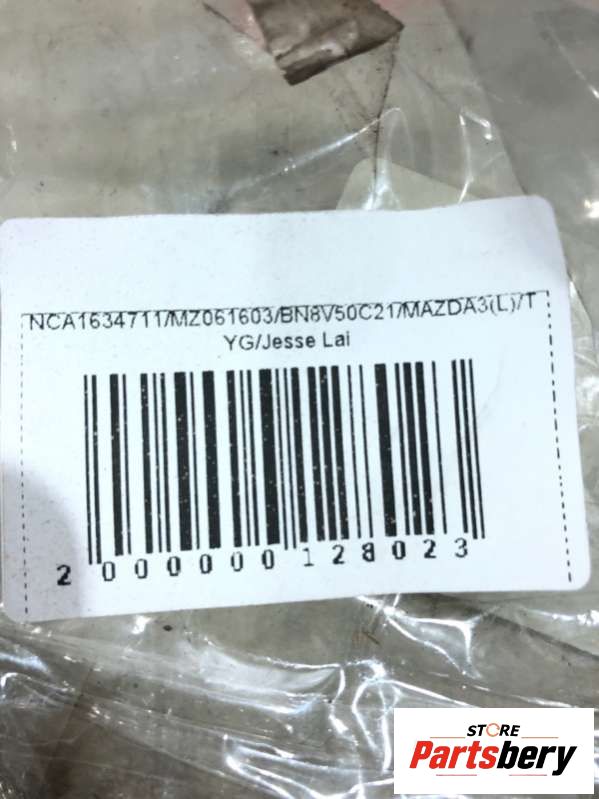 NCA1634711/MZ061603/BN8V50C21/MAZDA3(L)/T
YG/Jesse Lai
2 000000 128023
STORE
Partsbery